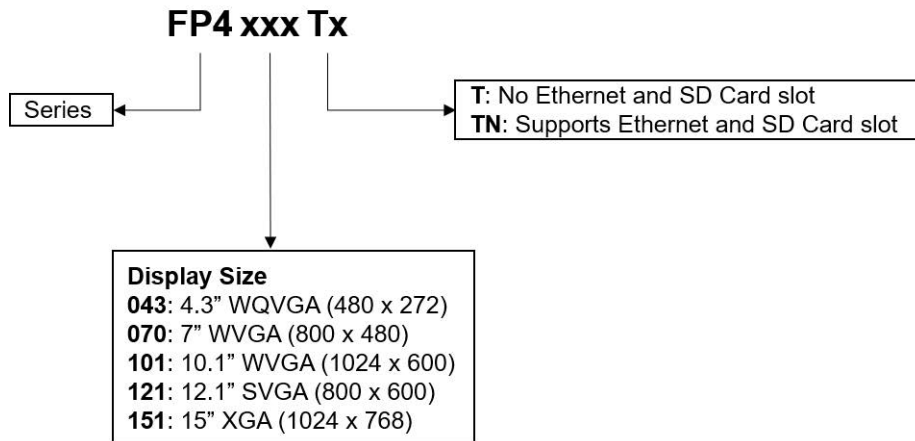 FP4 xxx Tx
Series
T: No Ethernet and SD Card slot
TN: Supports Ethernet and SD Card slot
Display Size
043: 4.3” WQVGA (480 x 272)
070: 7” WVGA (800 x 480)
101: 10.1” WVGA (1024 x 600)
121: 12.1” SVGA (800 x 600)
151: 15” XGA (1024 x 768)